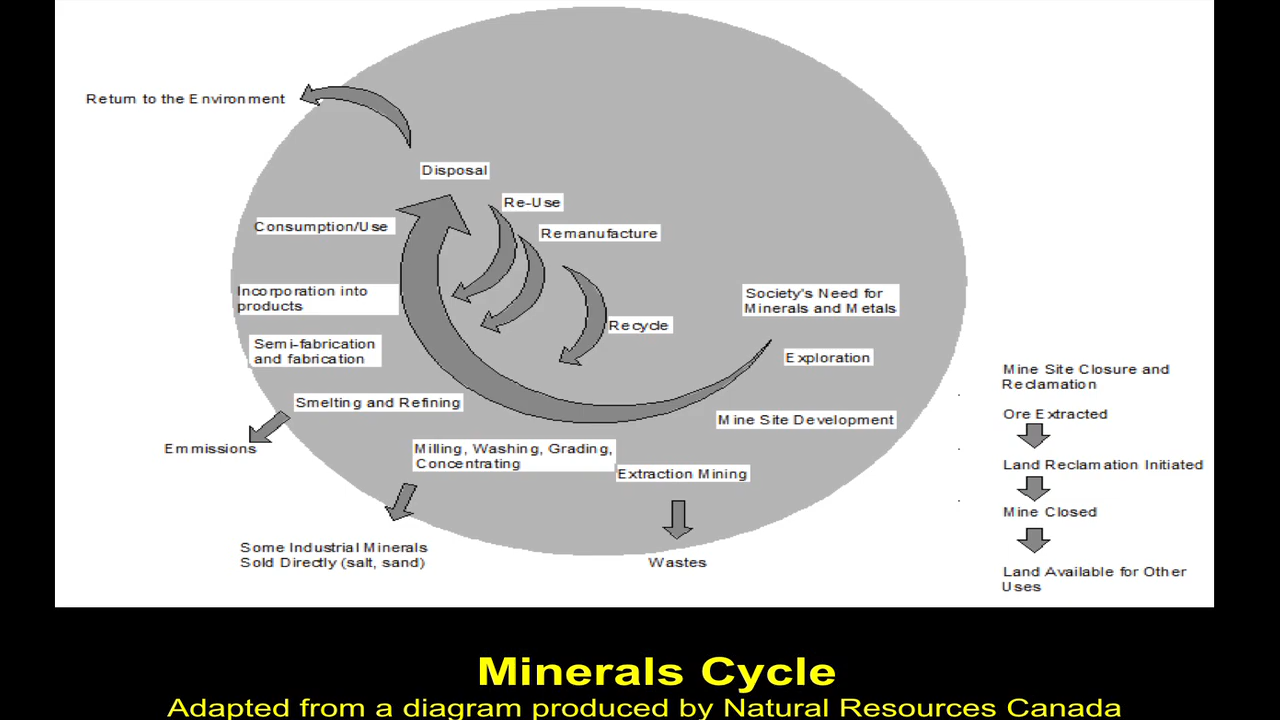 Return to the Environment
Disposal
Re-Use
Consumption/Use
Remanufacture
Incorporation into
products
Society's Need for
Minerals and Metals
Recycle
Semi-fabrication
and fabrication
Exploration
Smelting and Refining
Mine Site Development
Emmissions
Milling, Washing, Grading,
Concentrating
Extraction Mining
Some Industrial Minerals
Sold Directly (salt, sand)
Wastes
Mine Site Closure and
Reclamation
Ore Extracted
Land Reclamation Initiated
Mine Closed
Land Available for Other
Uses
Minerals Cycle
Adapted from a diagram produced by Natural Resources Canada